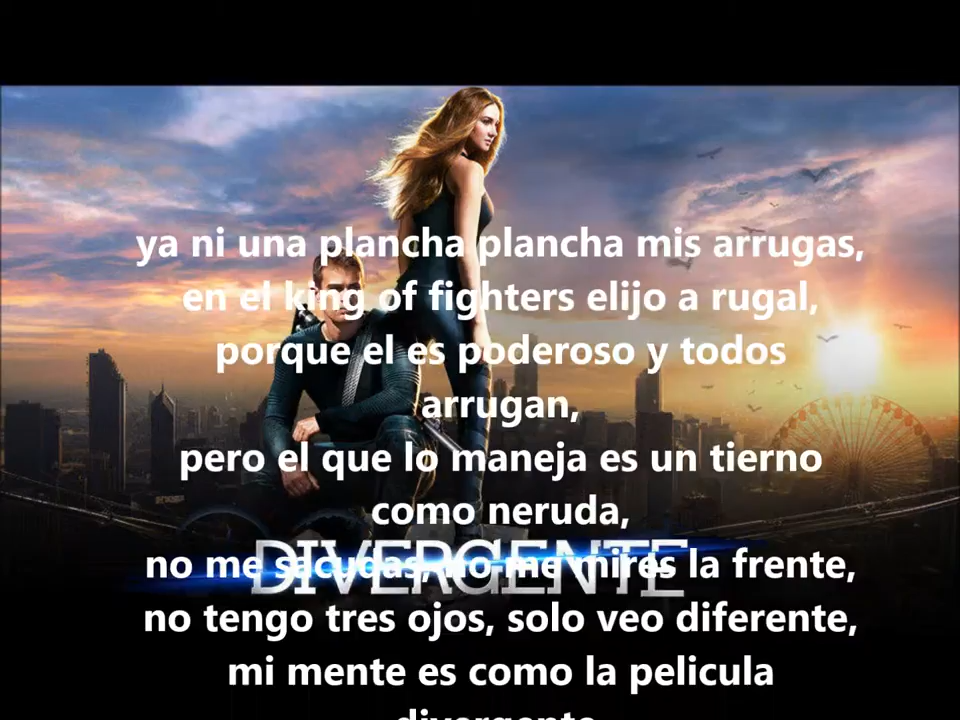 ya ni una plancha plancha mis arrugas,
en el king of fighters elijo a rugal,
porque el es poderoso y todos
arrugan,
pero el que lo maneja es un tierno
como neruda,
no me sacudas, no me mires la frente,
DIVERGENTE
no tengo tres ojos, solo veo diferente,
mi mente es como la pelicula
divergente